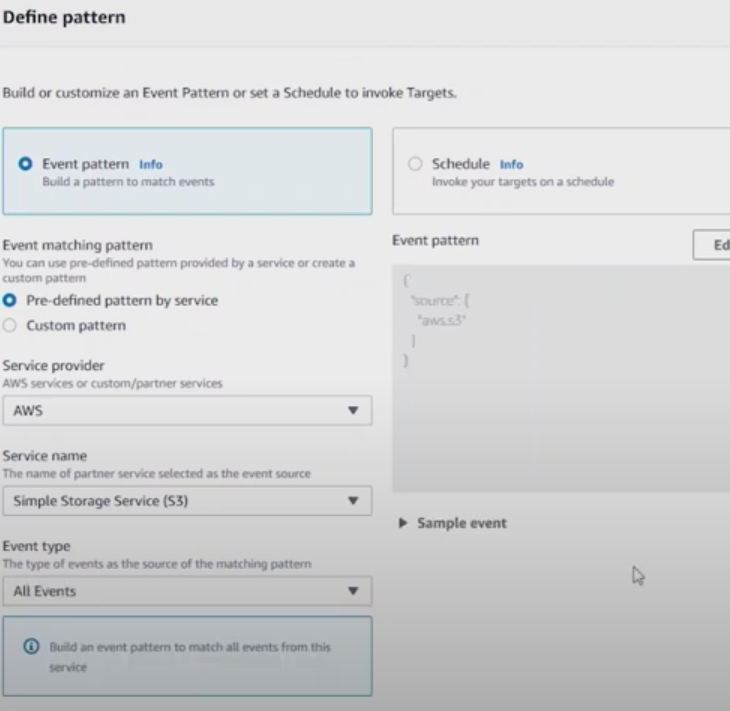 Define pattern
Build or customize an Event Pattern or set a Schedule to invoke Targets.
Event pattern Info
Build a pattern to match events
Schedule Info
Invoke your targets on a schedule
Event matching pattern
You can use pre-defined pattern provided by a service or create a
custom pattern
Pre-defined pattern by service
Custom pattern
Service provider
AWS services or custom/partner services
AWS
Service name
The name of partner service selected as the event source
Simple Storage Service (S3)
Event type
The type of events as the source of the matching pattern
All Events
Build an event pattern to match all events from this
service
Event pattern
Ed
{
"source": [
"aws.s3"
]
}
Sample event